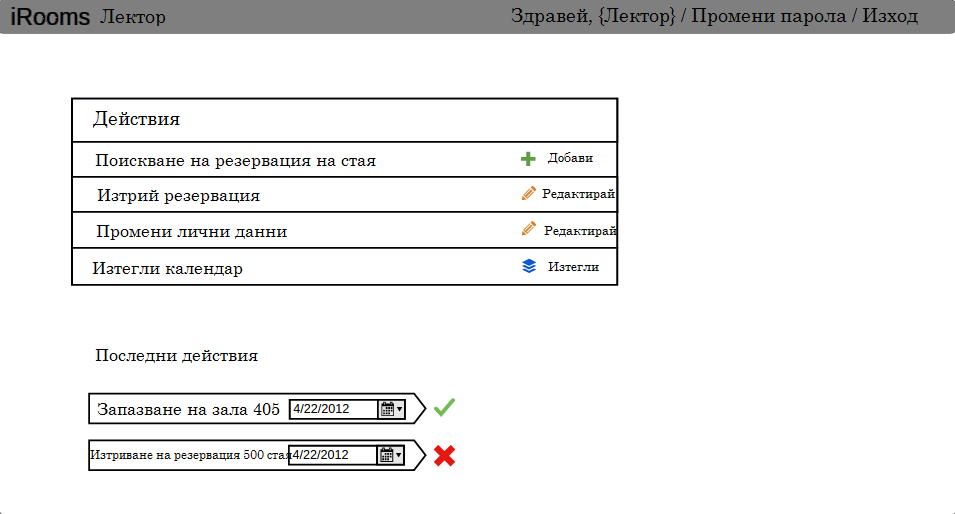 iRooms Лектор Здравей, {Лектор} / Промени парола / Изход
Действия
Поискване на резервация на стая Добави
Изтрий резервация Редактирай
Промени лични данни Редактирай
Изтегли календар Изтегли
Последни действия
Запазване на зала 405 4/22/2012
Изтриване на резервация 500 стая 4/22/2012